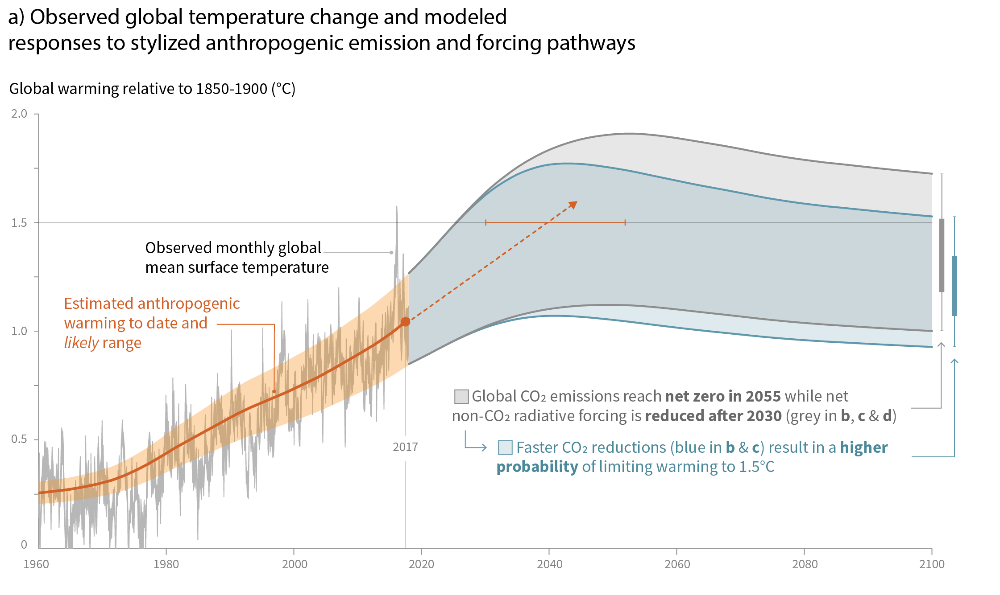 a) Observed global temperature change and modeled
responses to stylized anthropogenic emission and forcing pathways
Global warming relative to 1850-1900 (°C)
2.0
1.5
1.0
0.5
0
Observed monthly global
mean surface temperature
Estimated anthropogenic
warming to date and
likely range
2017
Global CO₂ emissions reach net zero in 2055 while net
non-CO₂ radiative forcing is reduced after 2030 (grey in b, c & d)
Faster CO₂ reductions (blue in b & c) result in a higher
probability of limiting warming to 1.5°C
1960 1980 2000 2020 2040 2060 2080 2100